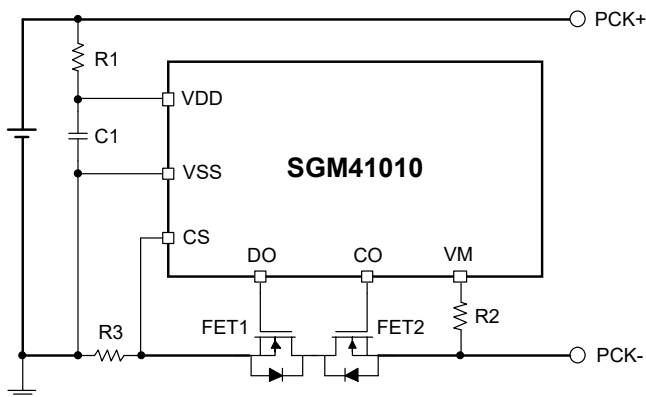 PCK+
R1
VDD
C1
VSS
SGM41010
CS
DO CO VM
R3 FET1 FET2 R2
PCK-